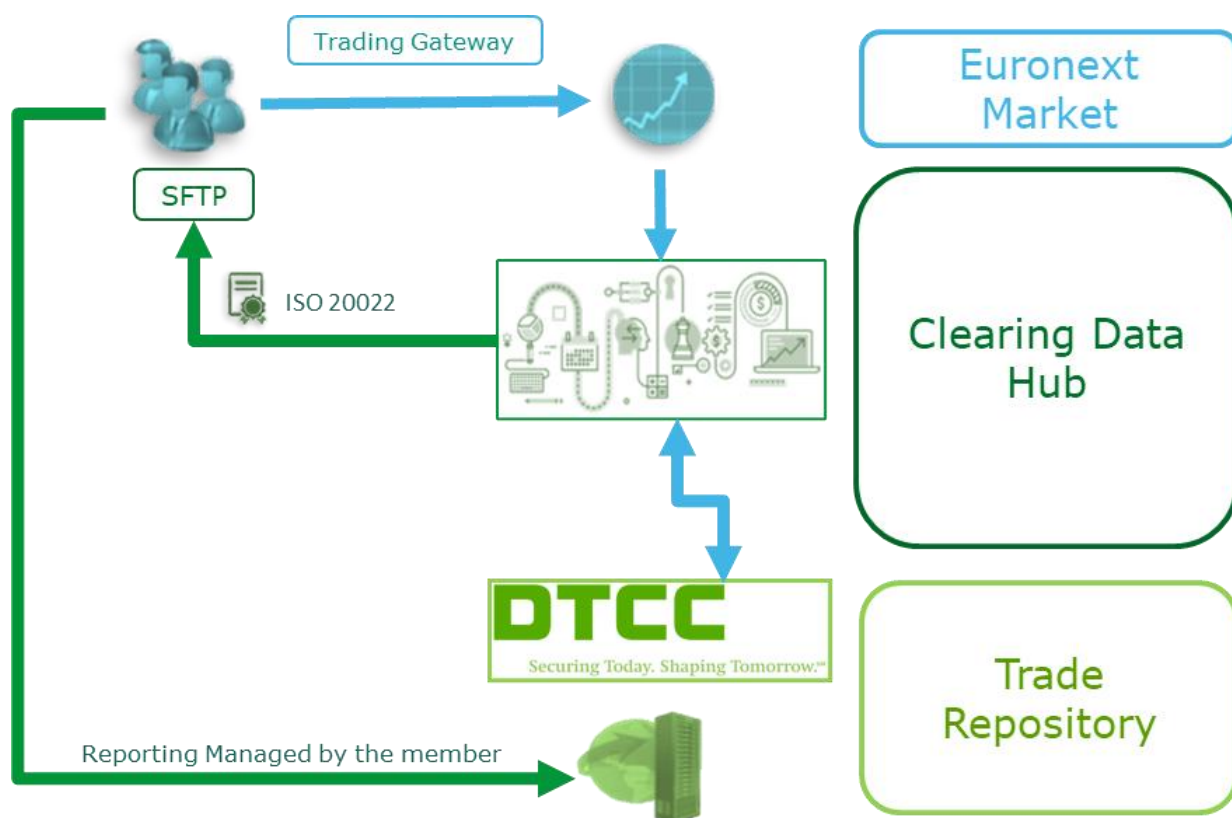 Trading Gateway
Euronext
Market
SFTP
ISO 20022
Clearing Data
Hub
DTCC
Securing Today. Shaping Tomorrow.℠
Trade
Repository
Reporting Managed by the member